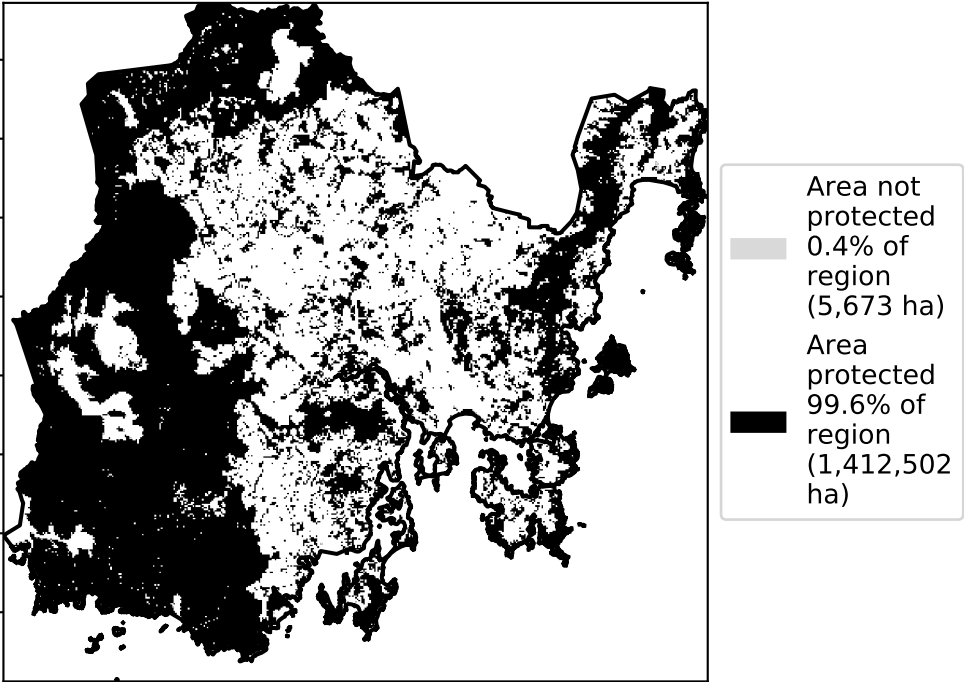 Area not
protected
0.4% of
region
(5,673 ha)
Area
protected
99.6% of
region
(1,412,502
ha)